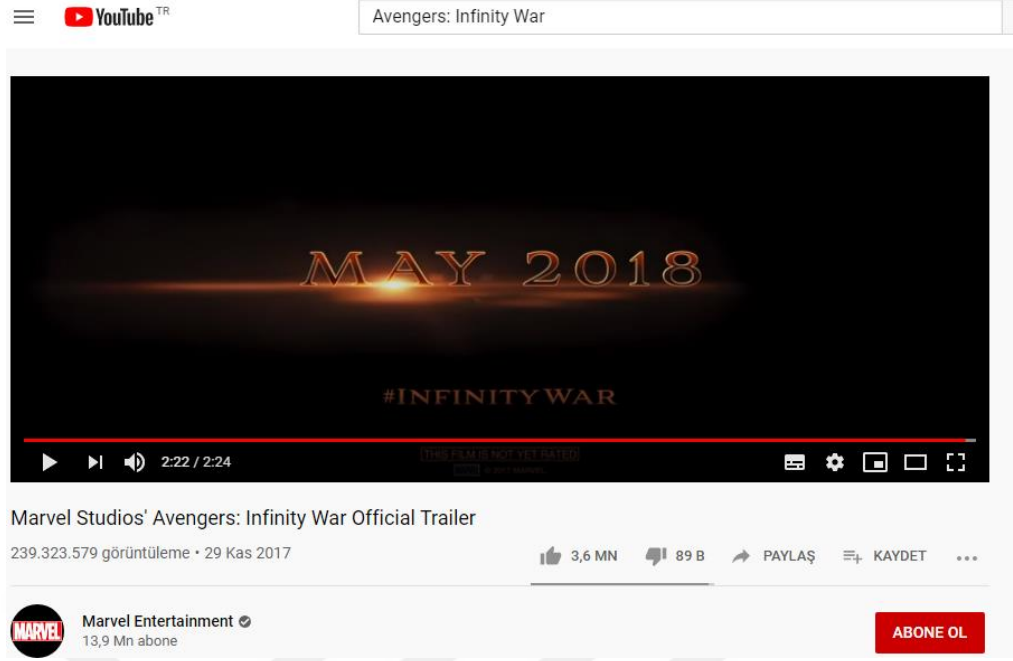 YouTube TR
Avengers: Infinity War
MAY 2018
#INFINITYWAR
THIS FILM IS NOT YET RATED
2:22 / 2:24
Marvel Studios' Avengers: Infinity War Official Trailer
239.323.579 görüntüleme • 29 Kas 2017
3,6 MN 89 B PAYLAŞ KAYDET
MARVEL
Marvel Entertainment
13,9 Mn abone
ABONE OL